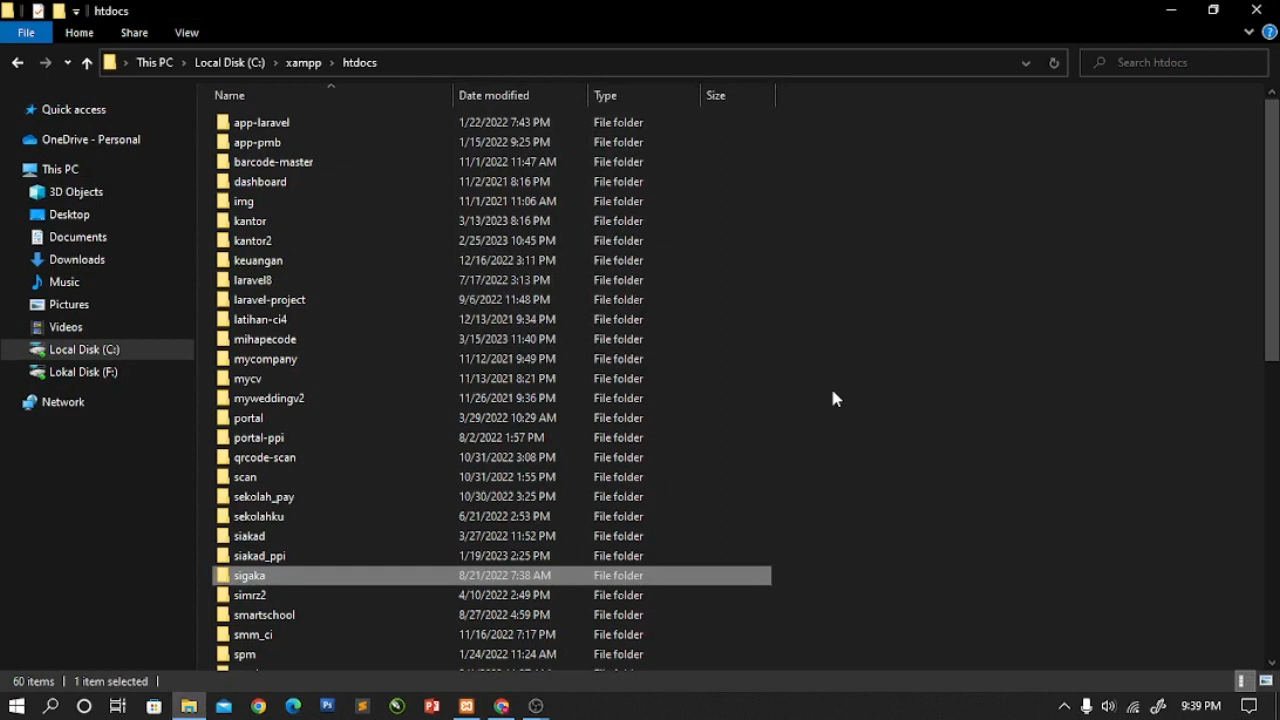 htdocs
File Home Share View
This PC Local Disk (C:) xampp htdocs Search htdocs
Name Date modified Type Size
Quick access
OneDrive - Personal
This PC
3D Objects
Desktop
Documents
Downloads
Music
Pictures
Videos
Local Disk (C:)
Lokal Disk (F:)
Network
app-laravel 1/22/2022 7:43 PM File folder
app-pmb 1/15/2022 9:25 PM File folder
barcode-master 11/1/2022 11:47 AM File folder
dashboard 11/2/2021 8:16 PM File folder
img 11/1/2021 11:06 AM File folder
kantor 3/13/2023 8:16 PM File folder
kantor2 2/25/2023 10:45 PM File folder
keuangan 12/16/2022 3:11 PM File folder
laravel8 7/17/2022 3:13 PM File folder
laravel-project 9/6/2022 11:48 PM File folder
latihan-ci4 12/13/2021 9:34 PM File folder
mihapecode 3/15/2023 11:40 PM File folder
mycompany 11/12/2021 9:49 PM File folder
mycv 11/13/2021 8:21 PM File folder
myweddingv2 11/26/2021 9:36 PM File folder
portal 3/29/2022 10:29 AM File folder
portal-ppi 8/2/2022 1:57 PM File folder
qrcode-scan 10/31/2022 3:08 PM File folder
scan 10/31/2022 1:55 PM File folder
sekolah_pay 10/30/2022 3:25 PM File folder
sekolahku 6/21/2022 2:53 PM File folder
siakad 3/27/2022 11:52 PM File folder
siakad_ppi 1/19/2023 2:25 PM File folder
sigaka 8/21/2022 7:38 AM File folder
simrz2 4/10/2022 2:49 PM File folder
smartschool 8/27/2022 4:59 PM File folder
smm_ci 11/16/2022 7:17 PM File folder
spm 1/24/2022 11:24 AM File folder
60 items 1 item selected
9:39 PM